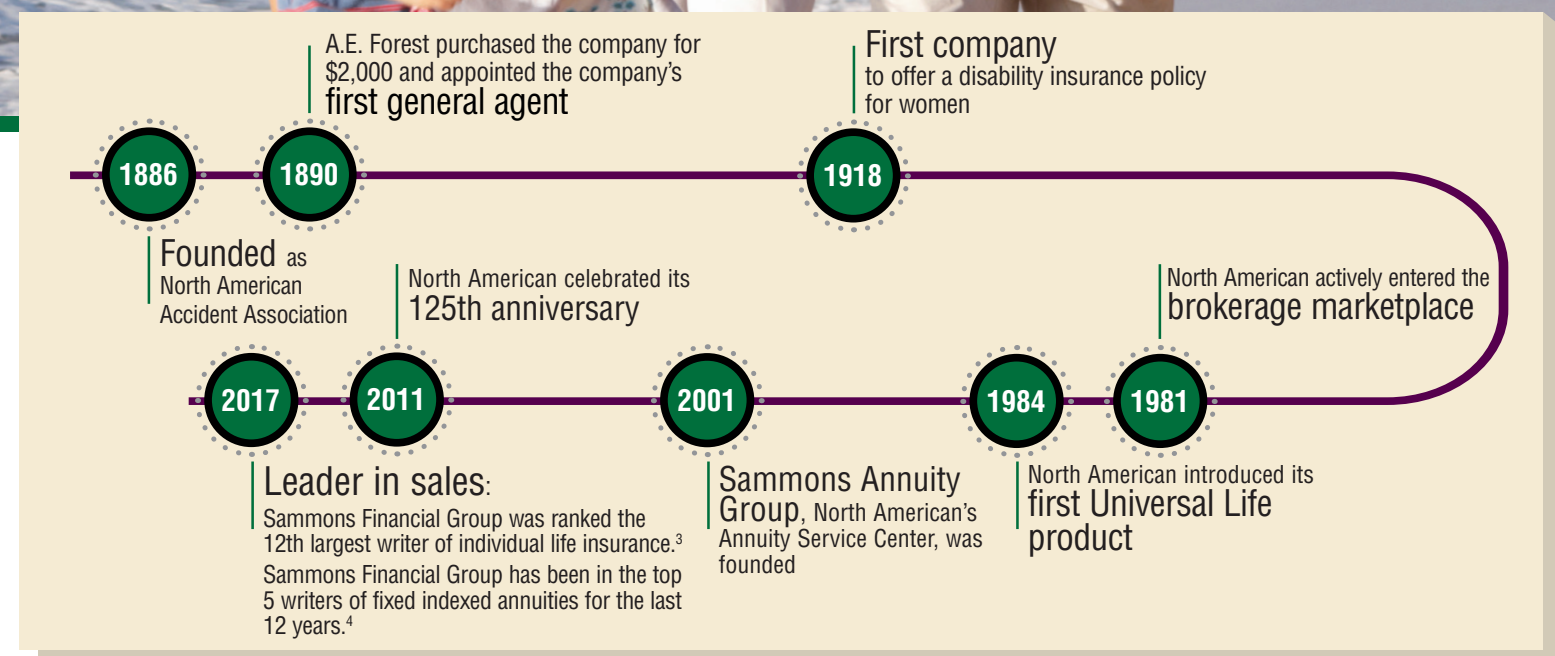 1886
Founded as
North American
Accident Association
1890
A.E. Forest purchased the company for
$2,000 and appointed the company’s
first general agent
1918
First company
to offer a disability insurance policy
for women
1981
North American actively entered the
brokerage marketplace
1984
North American introduced its
first Universal Life
product
2001
Sammons Annuity
Group, North American’s
Annuity Service Center, was
founded
2011
North American celebrated its
125th anniversary
2017
Leader in sales:
Sammons Financial Group was ranked the
12th largest writer of individual life insurance.³
Sammons Financial Group has been in the top
5 writers of fixed indexed annuities for the last
12 years.⁴